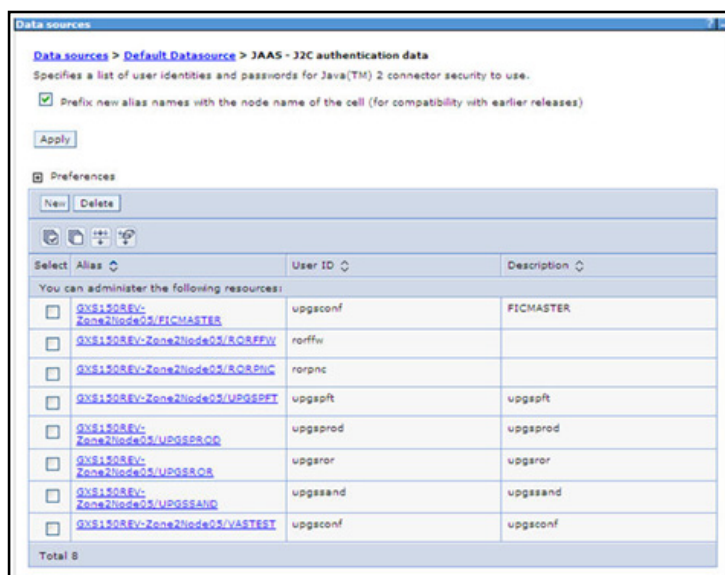 Data sources
?
Data sources > Default Datasource > JAAS - J2C authentication data
Specifies a list of user identities and passwords for Java(TM) 2 connector security to use.
Prefix new alias names with the node name of the cell (for compatibility with earlier releases)
Apply
Preferences
New Delete
Select Alias User ID Description
You can administer the following resources:
GXS150REV-
Zone2Node05/FICMASTER upgsconf FICMASTER
GXS150REV-Zone2Node05/RORFFW rorffw
GXS150REV-Zone2Node05/RORPNC rorpnc
GXS150REV-Zone2Node05/UPGSPFT upgspft upgspft
GXS150REV-
Zone2Node05/UPGSPROD upgsprod upgsprod
GXS150REV-
Zone2Node05/UPGSROR upgsror upgsror
GXS150REV-
Zone2Node05/UPGSSAND upgssand upgssand
GXS150REV-Zone2Node05/VASTEST upgsconf upgsconf
Total 8